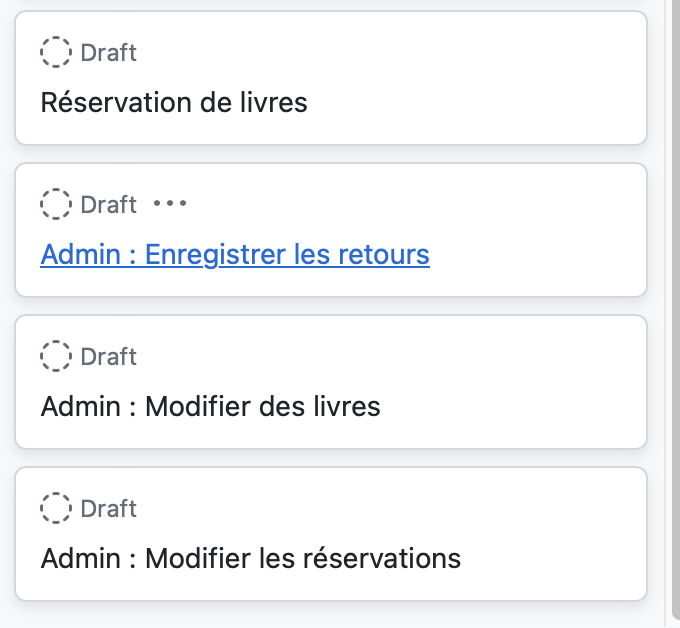 Draft
Réservation de livres
Draft •••
Admin : Enregistrer les retours
Draft
Admin : Modifier des livres
Draft
Admin : Modifier les réservations